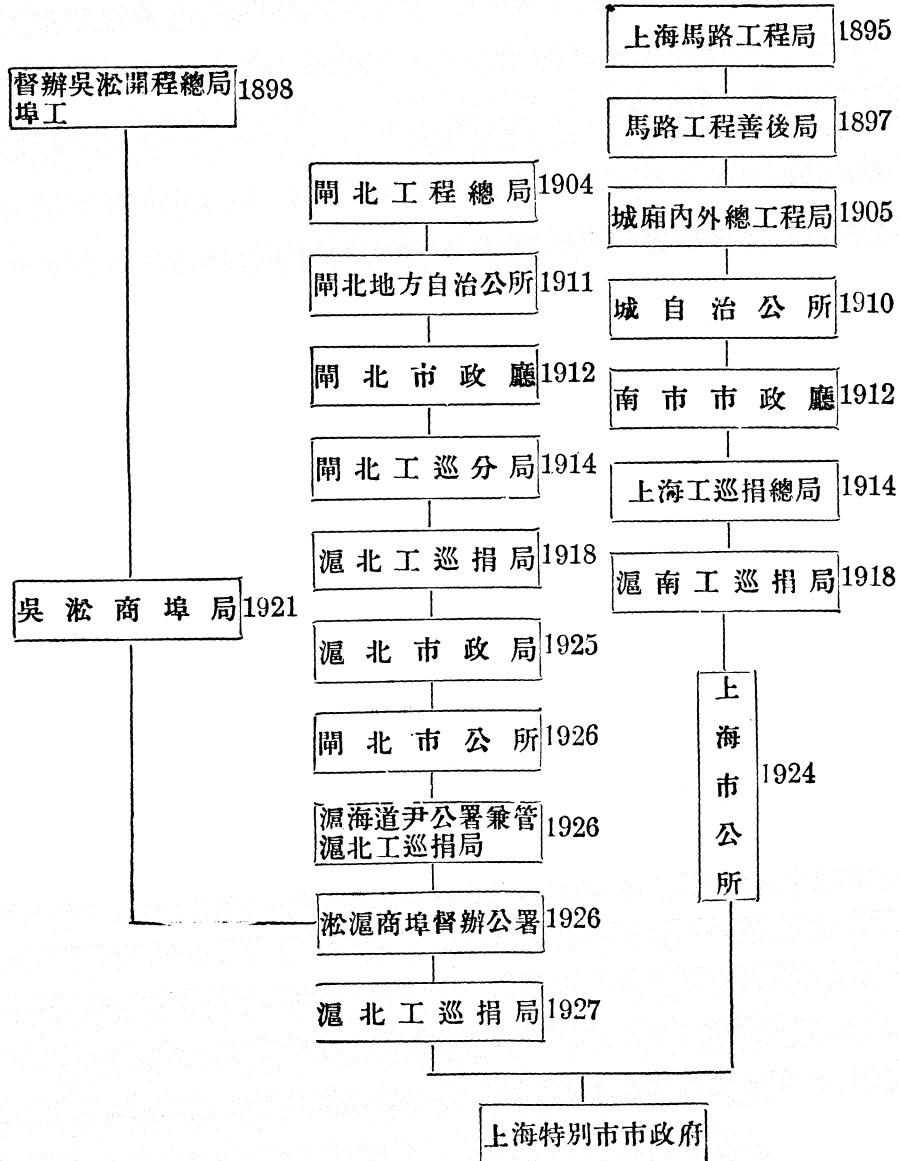 督辦吳淞開程總局
埠工
1898
吳淞商埠局 1921
閘北工程總局 1904
閘北地方自治公所 1911
閘北市政廳 1912
閘北工巡分局 1914
滬北工巡捐局 1918
滬北市政局 1925
閘北市公所 1926
滬海道尹公署兼管
滬北工巡捐局
1926
淞滬商埠督辦公署 1926
滬北工巡捐局 1927
上海馬路工程局 1895
馬路工程善後局 1897
城廂內外總工程局 1905
城自治公所 1910
南市市政廳 1912
上海工巡捐總局 1914
滬南工巡捐局 1918
上海市公所 1924
上海特別市市政府